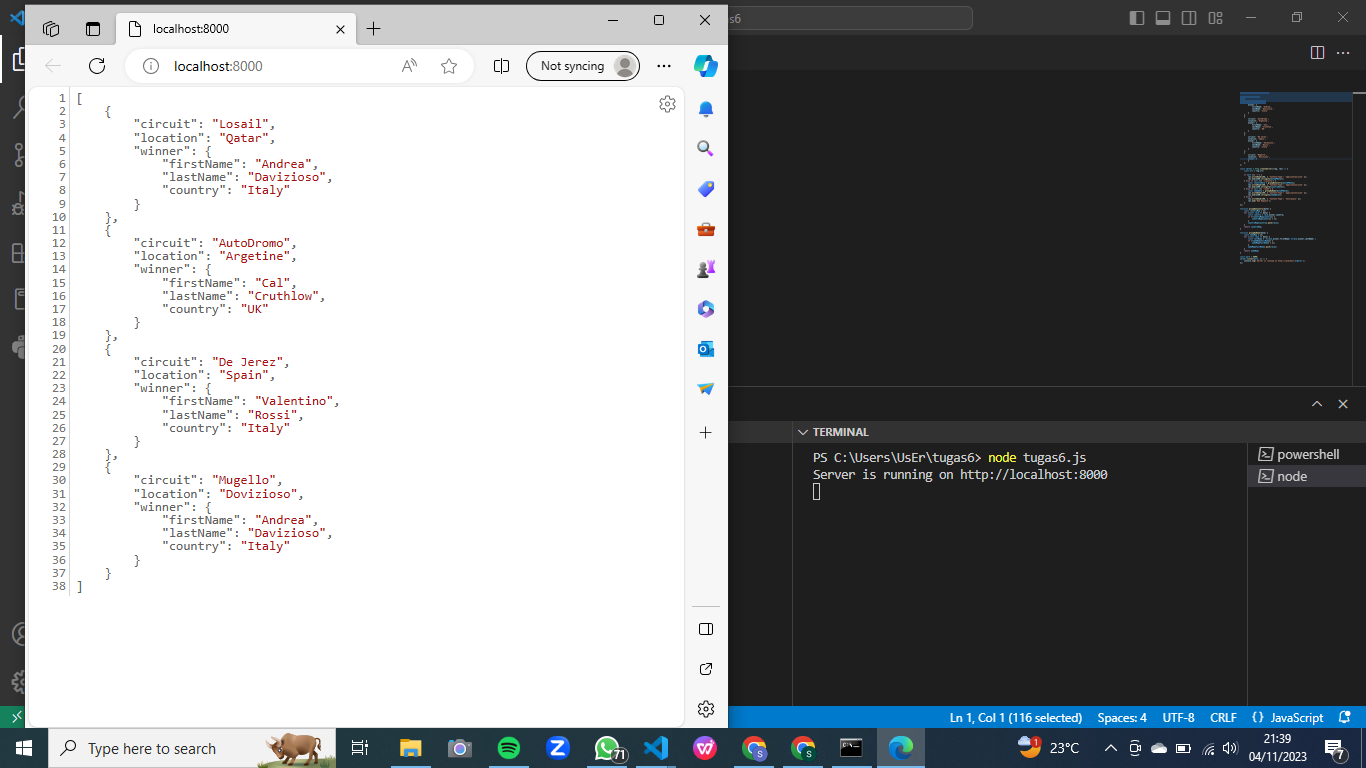 localhost:8000
s6
localhost:8000
Not syncing
1 [
2 {
3 "circuit": "Losail",
4 "location": "Qatar",
5 "winner": {
6 "firstName": "Andrea",
7 "lastName": "Davizioso",
8 "country": "Italy"
9 }
10 },
11 {
12 "circuit": "AutoDromo",
13 "location": "Argetine",
14 "winner": {
15 "firstName": "Cal",
16 "lastName": "Cruthlow",
17 "country": "UK"
18 }
19 },
20 {
21 "circuit": "De Jerez",
22 "location": "Spain",
23 "winner": {
24 "firstName": "Valentino",
25 "lastName": "Rossi",
26 "country": "Italy"
27 }
28 },
29 {
30 "circuit": "Mugello",
31 "location": "Dovizioso",
32 "winner": {
33 "firstName": "Andrea",
34 "lastName": "Davizioso",
35 "country": "Italy"
36 }
37 }
38 ]
TERMINAL
PS C:\Users\UsEr\tugas6> node tugas6.js
Server is running on http://localhost:8000
powershell
node
Ln 1, Col 1 (116 selected) Spaces: 4 UTF-8 CRLF {} JavaScript
Type here to search
71
1
23°C
21:39
04/11/2023
7